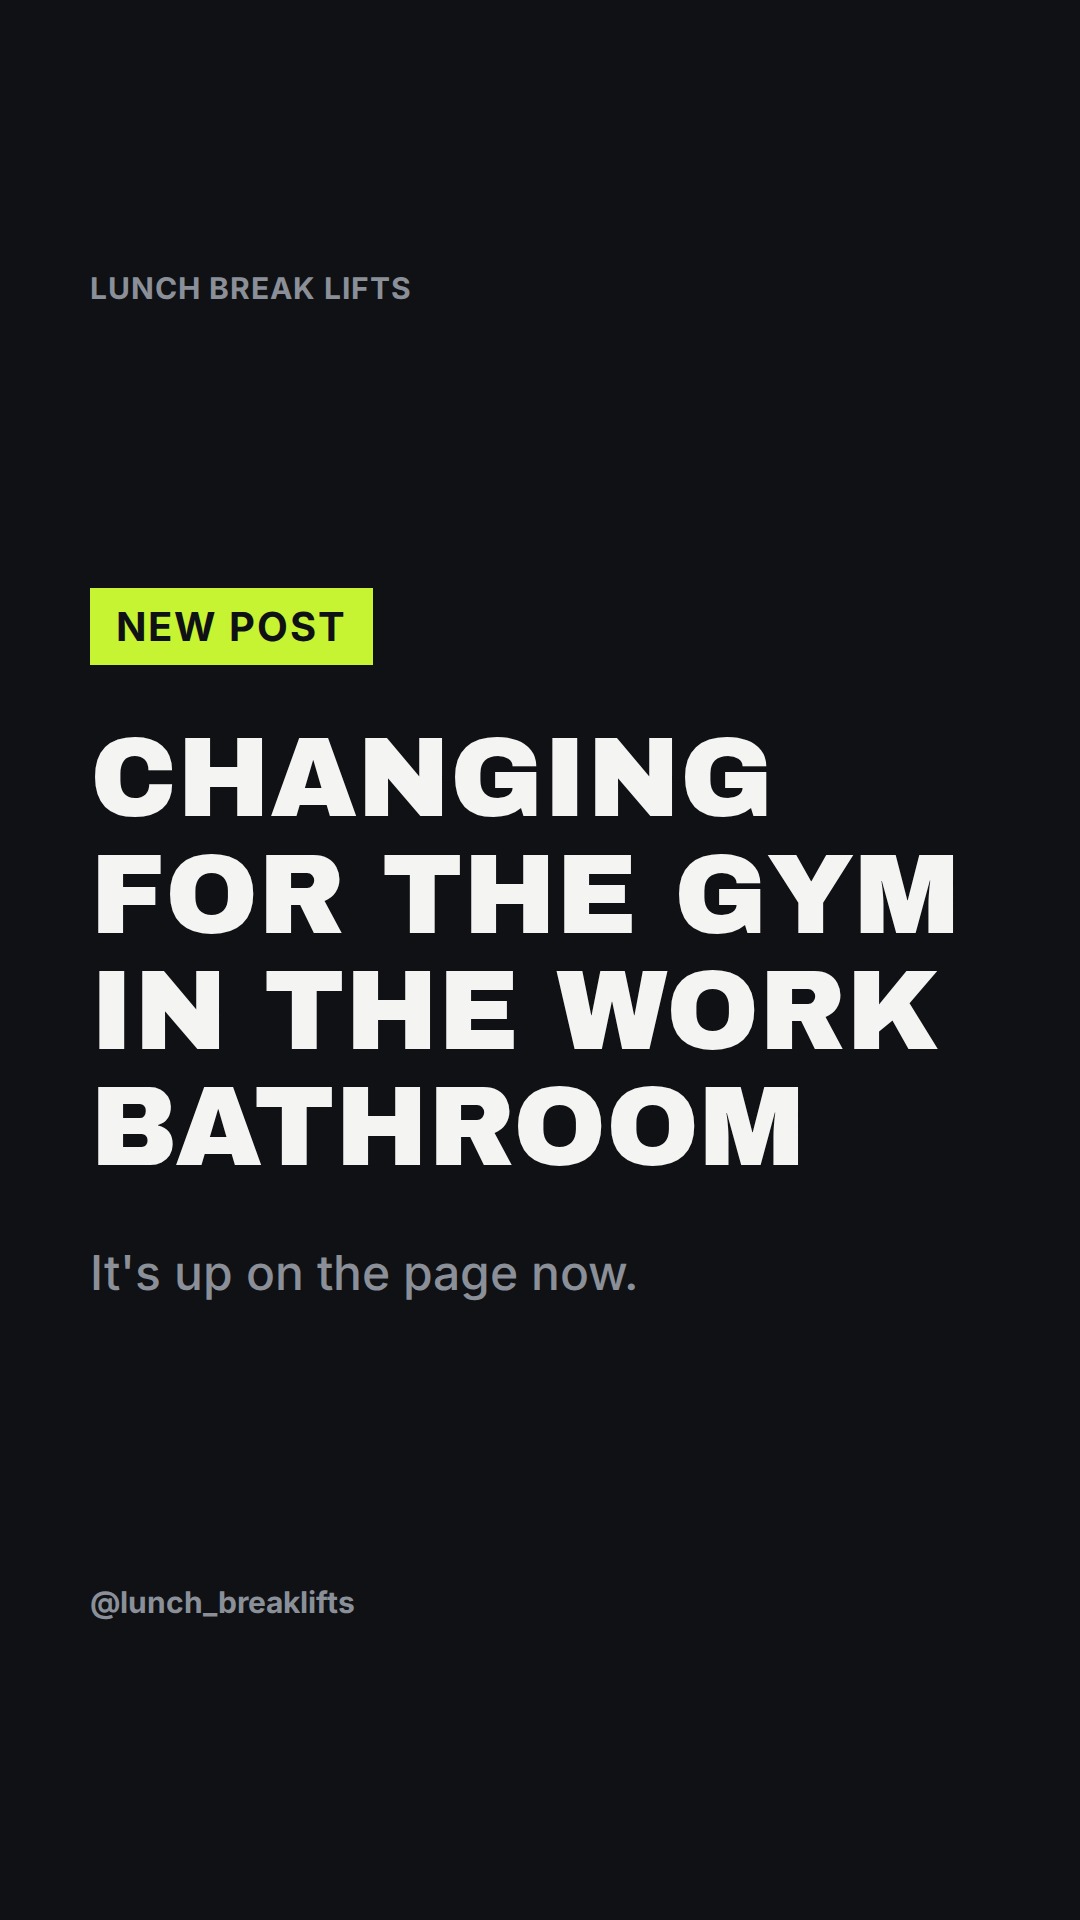 LUNCH BREAK LIFTS
NEW POST
CHANGING
FOR THE GYM
IN THE WORK
BATHROOM
It's up on the page now.
@lunch_breaklifts